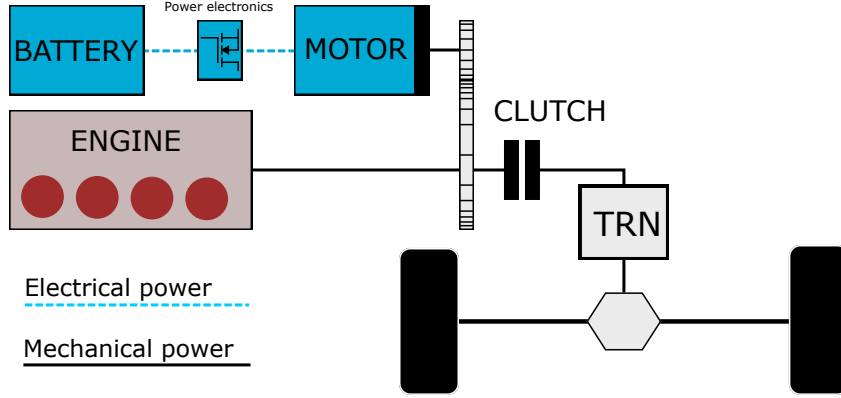 Power electronics
BATTERY
MOTOR
ENGINE
CLUTCH
TRN
Electrical power
Mechanical power